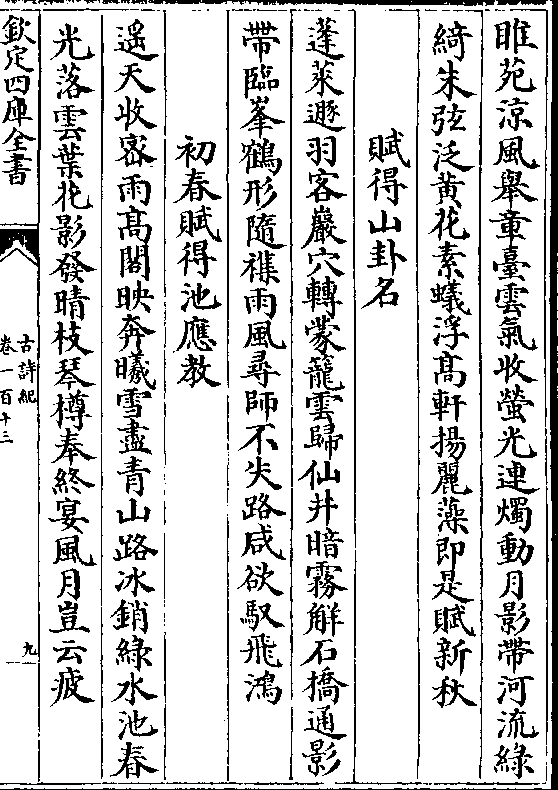 睢苑涼風舉章臺雲氣收螢光連燭動月影帶河流綠
綺朱弦泛黄花素蟻浮髙軒揚麗藻即是賦新秋
賦得山卦名
蓬萊遯羽客巖穴轉蒙籠雲歸仙井暗霧解石橋通影
帶臨峯鶴形隨襍雨風尋師不失路咸欲馭飛鴻
初春賦得池應教
遥天收宻雨髙閣映奔曦雪盡青山路冰銷綠水池春
光落雲葉花影發晴枝琴樽奉終宴風月豈云疲
欽定四庫全書
古詩紀
卷一百十三
九